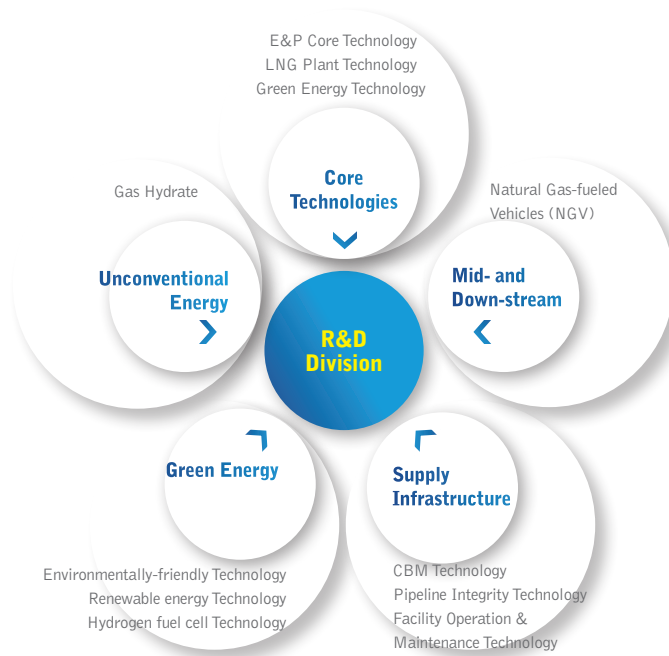 E&P Core Technology
LNG Plant Technology
Green Energy Technology
Core
Technologies
Gas Hydrate
Unconventional
Energy
Natural Gas-fueled
Vehicles (NGV)
Mid- and
Down-stream
R&D
Division
Green Energy
Environmentally-friendly Technology
Renewable energy Technology
Hydrogen fuel cell Technology
Supply
Infrastructure
CBM Technology
Pipeline Integrity Technology
Facility Operation &
Maintenance Technology